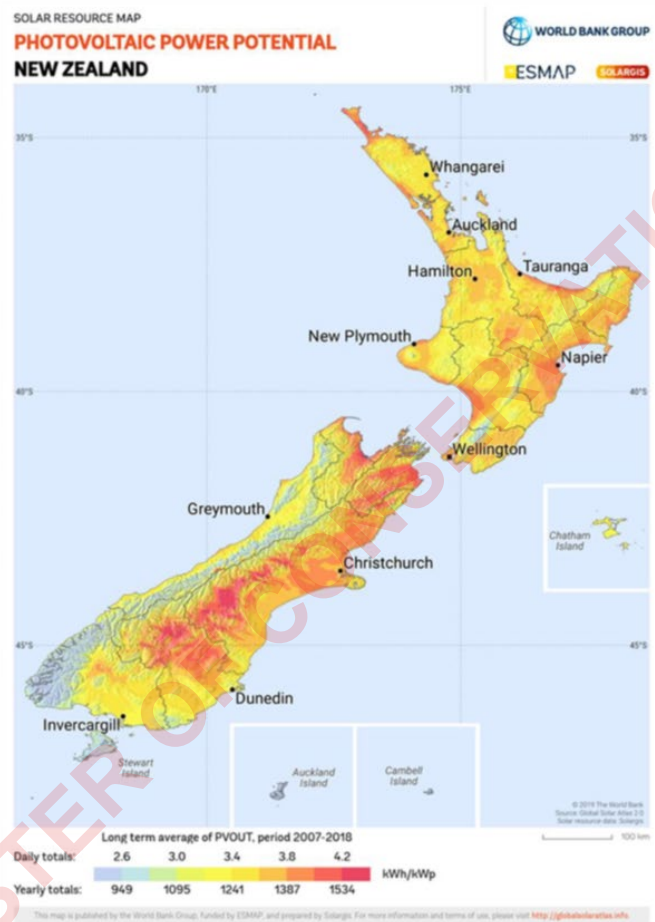 SOLAR RESOURCE MAP
PHOTOVOLTAIC POWER POTENTIAL
NEW ZEALAND
WORLD BANK GROUP
ESMAP
SOLARGIS
170°E
175°E
35°S
35°S
Whangarei
Auckland
Hamilton
Tauranga
New Plymouth
Napier
40°S
40°S
Wellington
Greymouth
Chatham
Island
Christchurch
45°S
45°S
Dunedin
Invercargill
Stewart
Island
Auckland
Island
Cambell
Island
© 2019 The World Bank
Source: Global Solar Atlas 2.0
Solar resource data: Solargis
100 km
Long term average of PVOUT, period 2007-2018
Daily totals: 2.6 3.0 3.4 3.8 4.2
kWh/kWp
Yearly totals: 949 1095 1241 1387 1534
This map is published by the World Bank Group, funded by ESMAP, and prepared by Solargis. For more information and terms of use, please visit http://globalsolaratlas.info.
STER O CONSERATIO